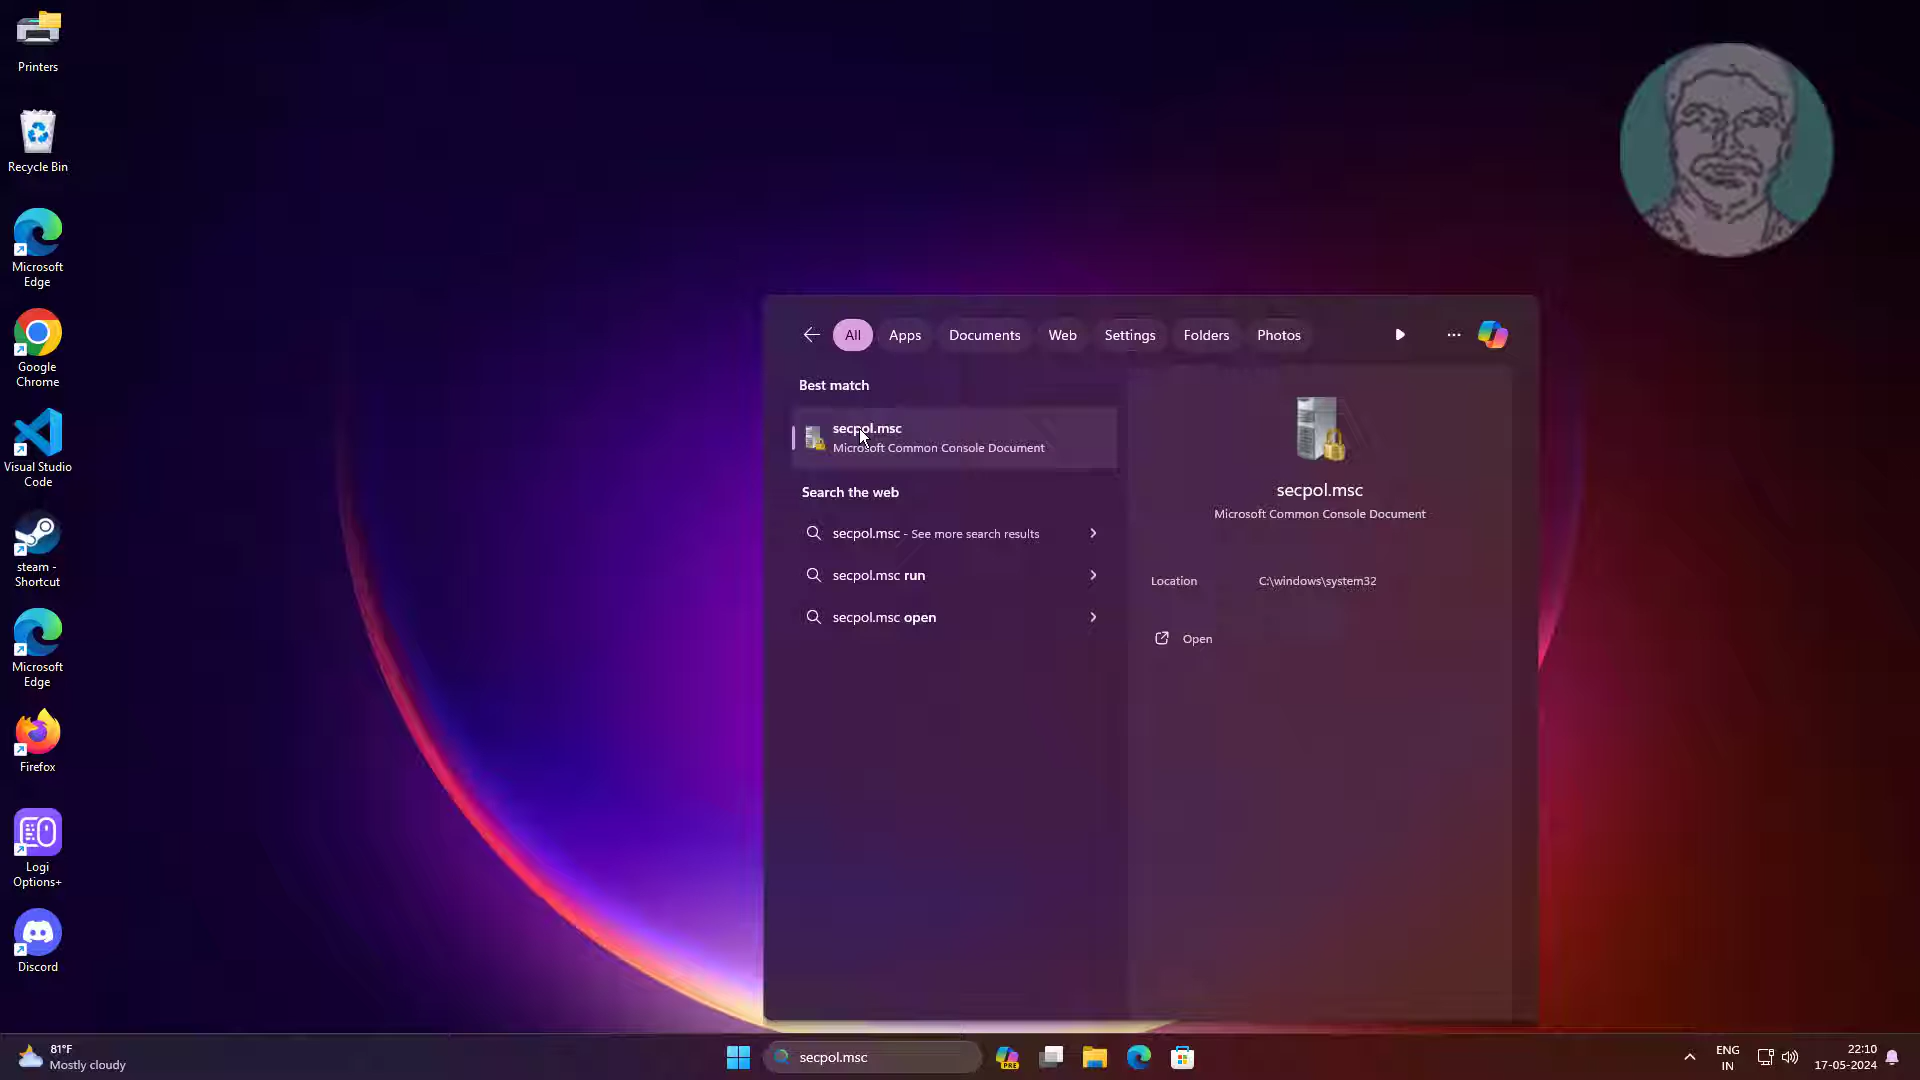 Printers
Recycle Bin
Microsoft
Edge
Google
Chrome
Visual Studio
Code
steam -
Shortcut
Microsoft
Edge
Firefox
Logi
Options+
Discord
All
Apps
Documents
Web
Settings
Folders
Photos
Best match
secpol.msc
Microsoft Common Console Document
Search the web
secpol.msc - See more search results
secpol.msc run
secpol.msc open
secpol.msc
Microsoft Common Console Document
Location C:\windows\system32
Open
81°F
Mostly cloudy
secpol.msc
PRE
ENG
IN
22:10
17-05-2024